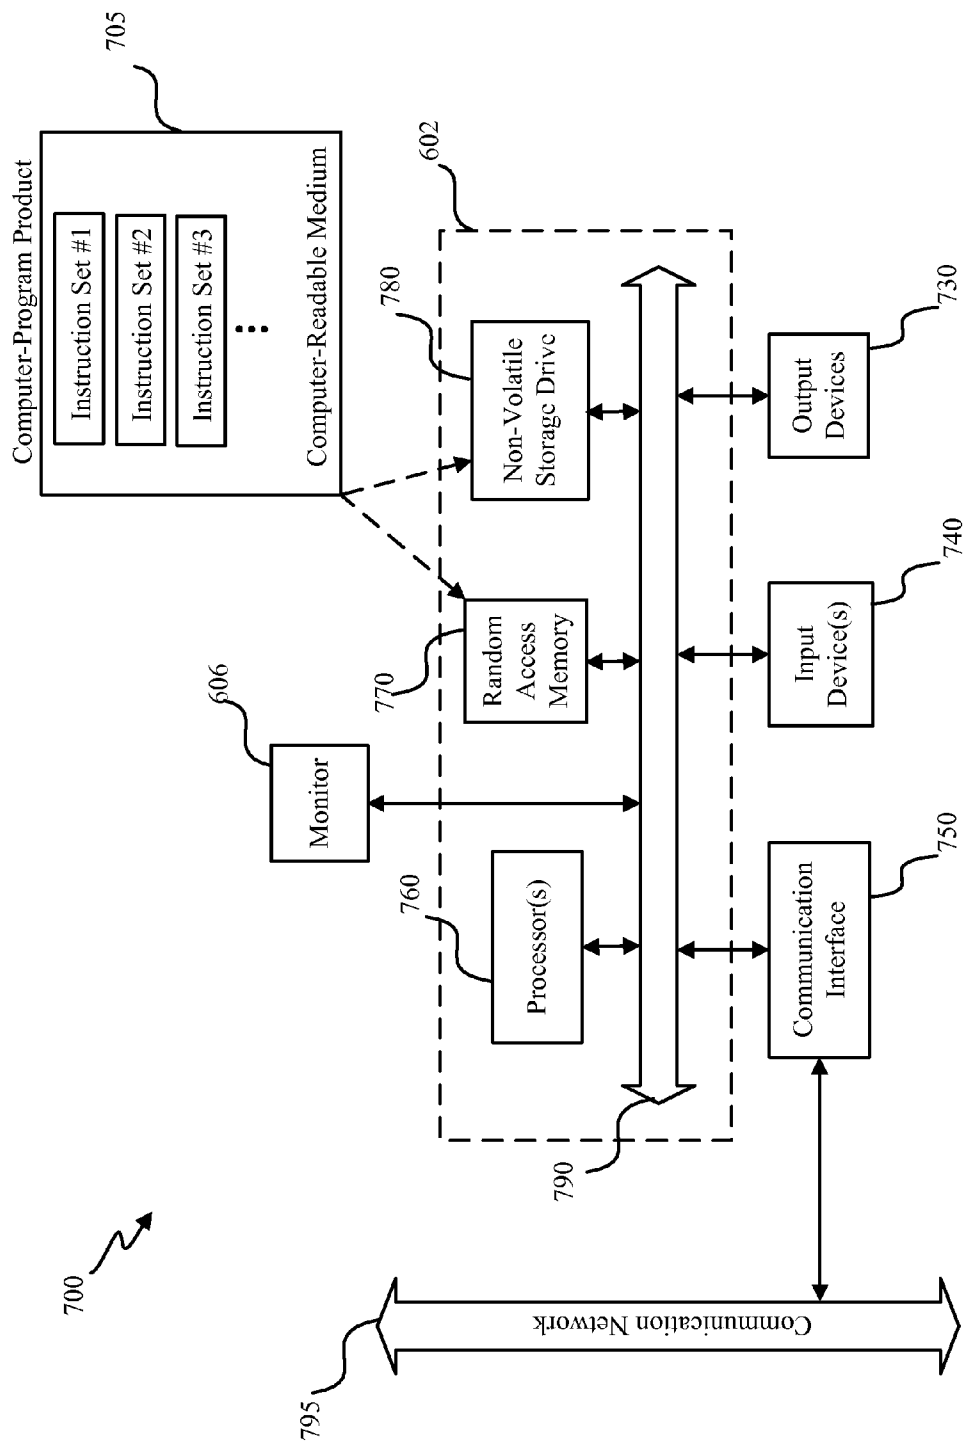 Computer-Program Product
705
Instruction Set #1
Instruction Set #2
Instruction Set #3
Computer-Readable Medium
700
606
Monitor
795
Communication Network
760
Processor(s)
770
Random
Access
Memory
780
Non-Volatile
Storage Drive
602
790
Communication
Interface
750
Input
Device(s)
740
Output
Devices
730